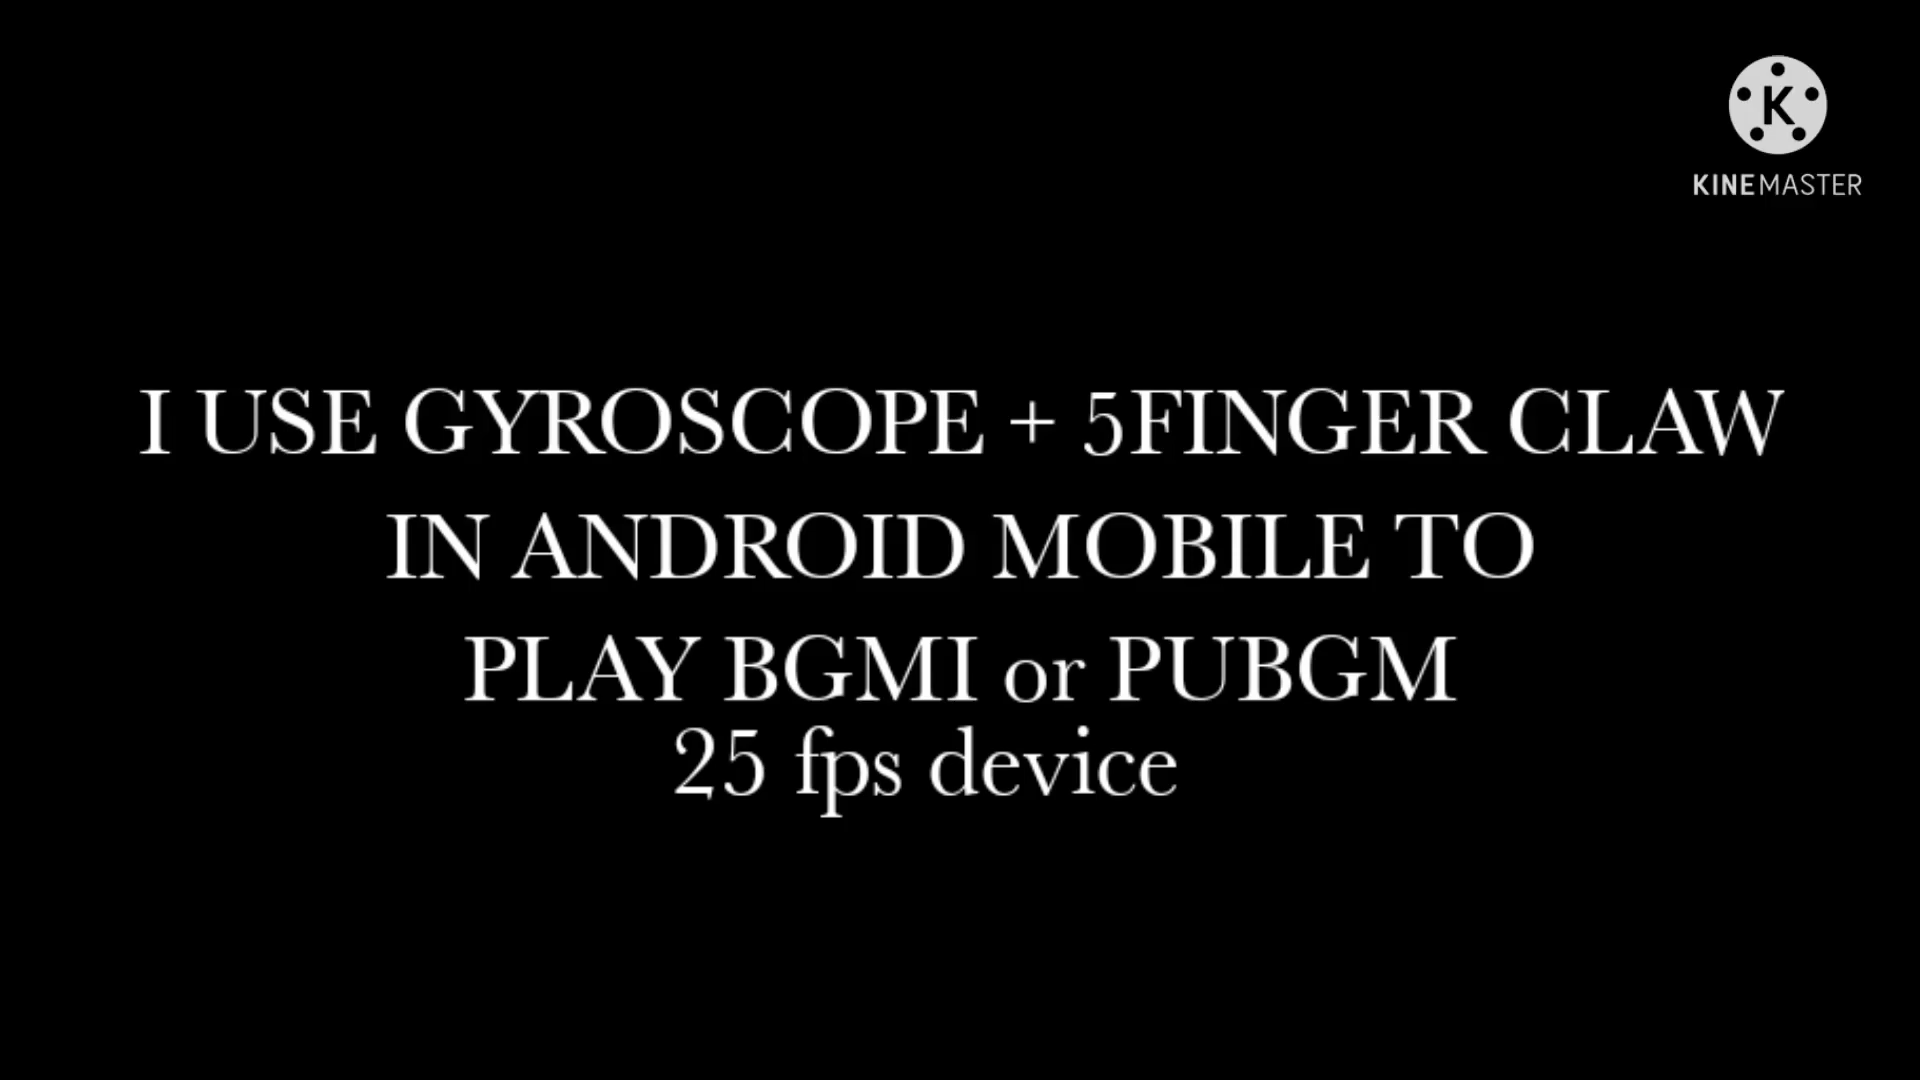 K
KINEMASTER
I USE GYROSCOPE + 5FINGER CLAW
IN ANDROID MOBILE TO
PLAY BGMI or PUBGM
25 fps device